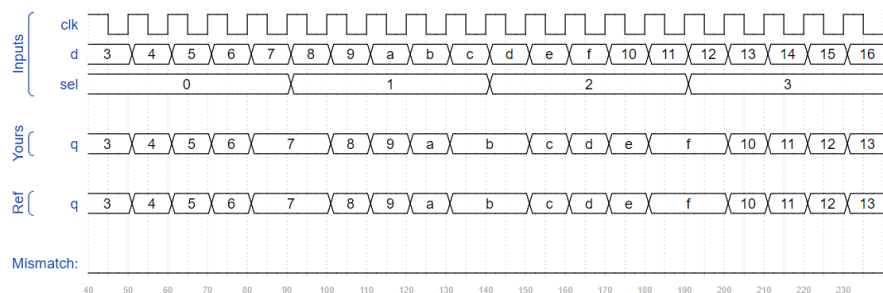 Inputs
clk
d 3 4 5 6 7 8 9 a b c d e f 10 11 12 13 14 15 16
sel 0 1 2 3
Yours
q 3 4 5 6 7 8 9 a b c d e f 10 11 12 13
Ref
q 3 4 5 6 7 8 9 a b c d e f 10 11 12 13
Mismatch:
40 50 60 70 80 90 100 110 120 130 140 150 160 170 180 190 200 210 220 230